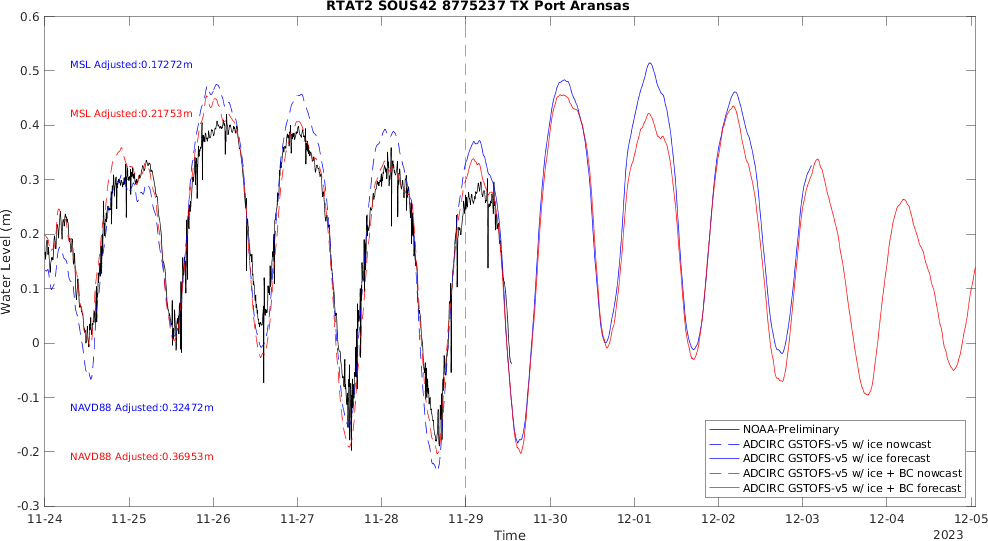 RTAT2 SOUS42 8775237 TX Port Aransas
0.6
0.5
0.4
0.3
0.2
0.1
0
-0.1
-0.2
-0.3
Water Level (m)
MSL Adjusted:0.17272m
MSL Adjusted:0.21753m
NAVD88 Adjusted:0.32472m
NAVD88 Adjusted:0.36953m
NOAA-Preliminary
ADCIRC GSTOFS-v5 w/ ice nowcast
ADCIRC GSTOFS-v5 w/ ice forecast
ADCIRC GSTOFS-v5 w/ ice + BC nowcast
ADCIRC GSTOFS-v5 w/ ice + BC forecast
11-24 11-25 11-26 11-27 11-28 11-29 11-30 12-01 12-02 12-03 12-04 12-05
Time
2023